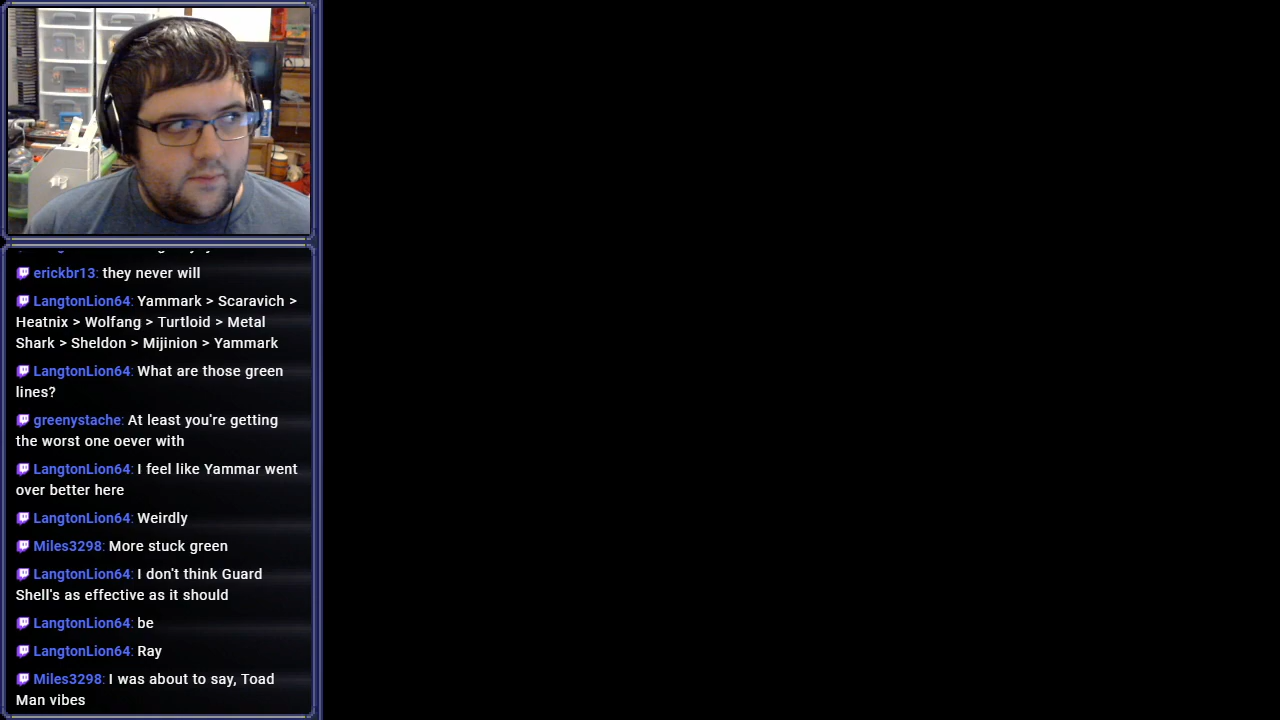 erickbr13: they never will
LangtonLion64: Yammark > Scaravich >
Heatnix > Wolfang > Turtloid > Metal
Shark > Sheldon > Mijinion > Yammark
LangtonLion64: What are those green
lines?
greenystache: At least you're getting
the worst one oever with
LangtonLion64: I feel like Yammar went
over better here
LangtonLion64: Weirdly
Miles3298: More stuck green
LangtonLion64: I don't think Guard
Shell's as effective as it should
LangtonLion64: be
LangtonLion64: Ray
Miles3298: I was about to say, Toad
Man vibes